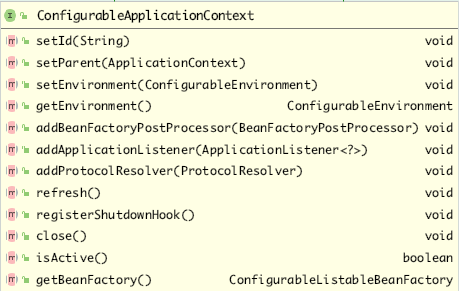 ConfigurableApplicationContext
setId(String) void
setParent(ApplicationContext) void
setEnvironment(ConfigurableEnvironment) void
getEnvironment() ConfigurableEnvironment
addBeanFactoryPostProcessor(BeanFactoryPostProcessor) void
addApplicationListener(ApplicationListener<?>) void
addProtocolResolver(ProtocolResolver) void
refresh() void
registerShutdownHook() void
close() void
isActive() boolean
getBeanFactory() ConfigurableListableBeanFactory